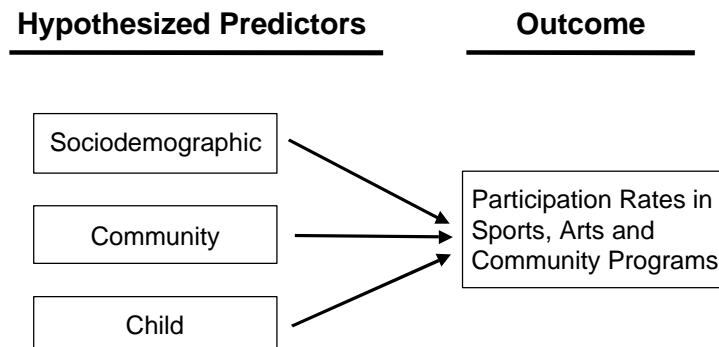 Hypothesized Predictors
Outcome
Sociodemographic
Community
Child
Participation Rates in
Sports, Arts and
Community Programs